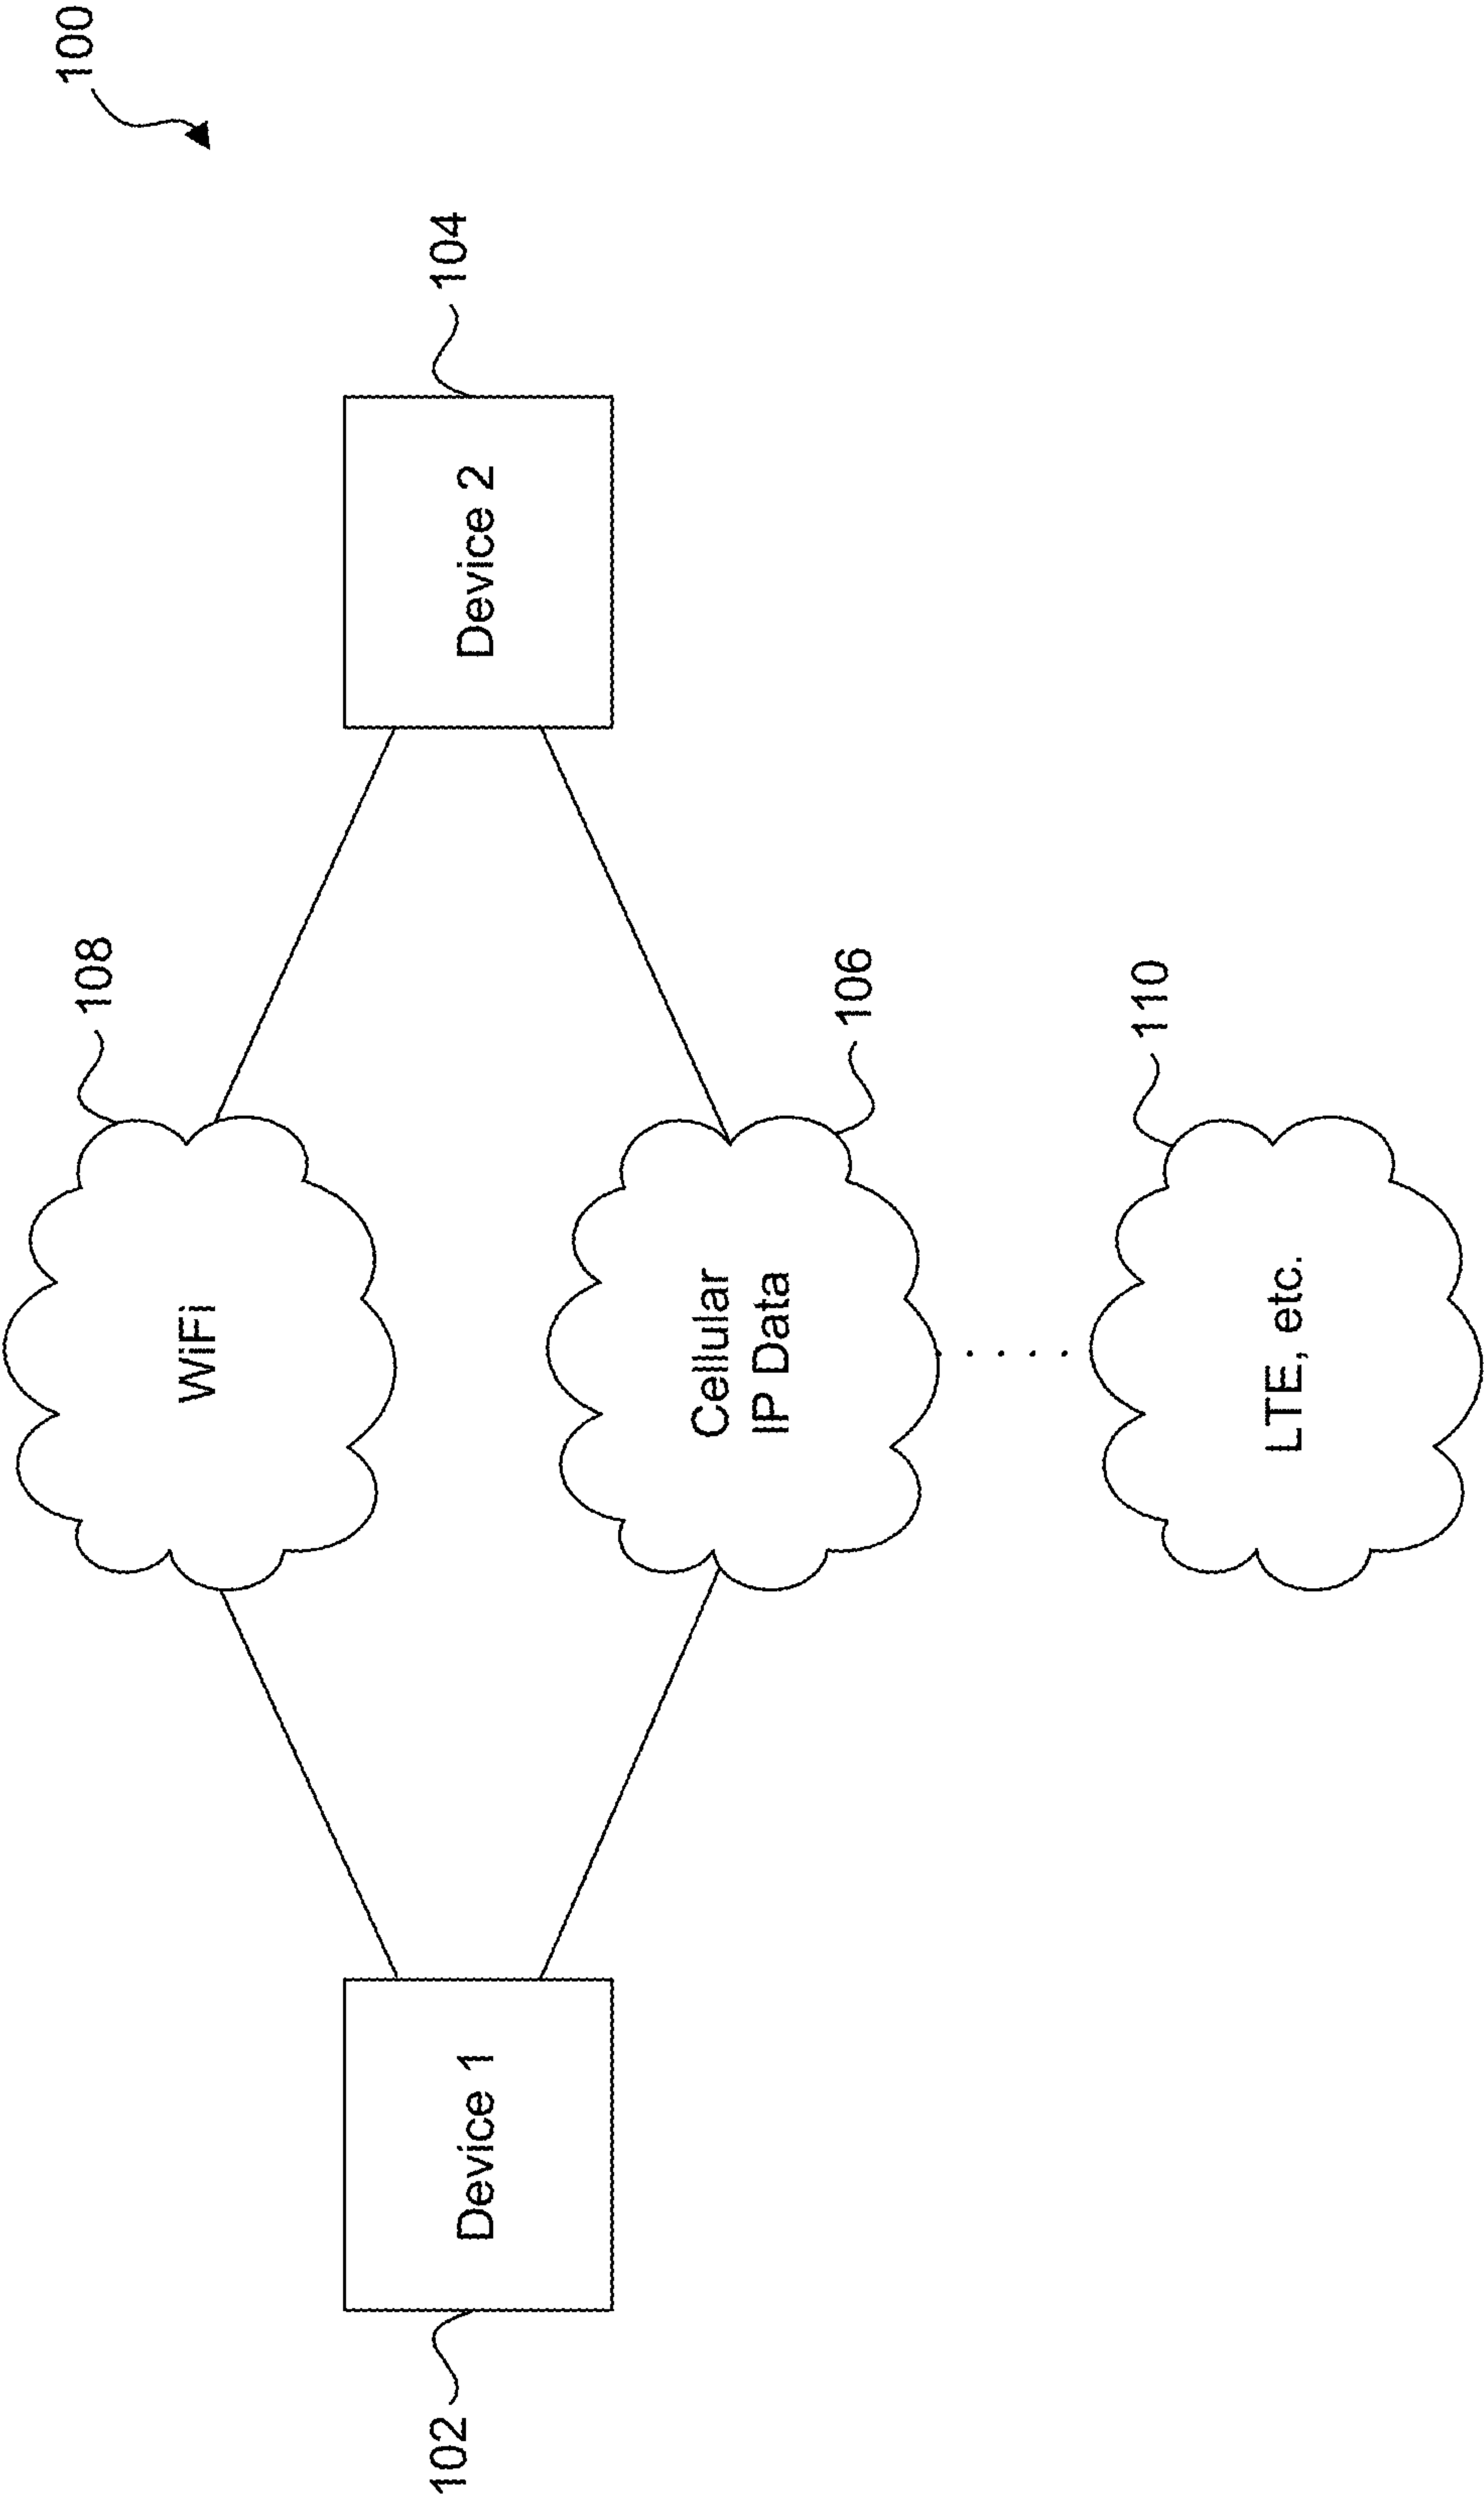 100
108
WiFi
102
Device 1
Device 2
104
Cellular
IP Data
106
LTE, etc.
110